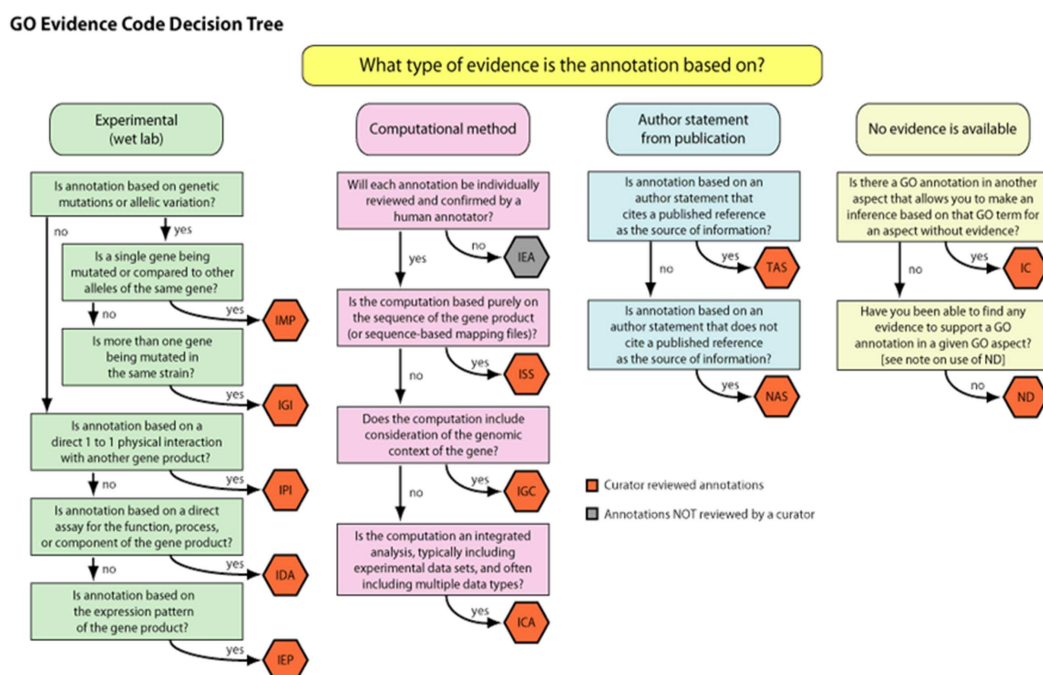 GO Evidence Code Decision Tree
What type of evidence is the annotation based on?
Experimental
(wet lab)
Is annotation based on genetic
mutations or allelic variation?
no
yes
Is a single gene being
mutated or compared to other
alleles of the same gene?
no
yes
IMP
Is more than one gene
being mutated in
the same strain?
yes
IGI
Is annotation based on a
direct 1 to 1 physical interaction
with another gene product?
no
yes
IPI
Is annotation based on a direct
assay for the function, process,
or component of the gene product?
no
yes
IDA
Is annotation based on
the expression pattern
of the gene product?
yes
IEP
Computational method
Will each annotation be individually
reviewed and confirmed by a
human annotator?
yes
no
IEA
Is the computation based purely on
the sequence of the gene product
(or sequence-based mapping files)?
no
yes
ISS
Does the computation include
consideration of the genomic
context of the gene?
no
yes
IGC
Is the computation an integrated
analysis, typically including
experimental data sets, and often
including multiple data types?
yes
ICA
Author statement
from publication
Is annotation based on an
author statement that
cites a published reference
as the source of information?
no
yes
TAS
Is annotation based on an
author statement that does not
cite a published reference
as the source of information?
yes
NAS
No evidence is available
Is there a GO annotation in another
aspect that allows you to make an
inference based on that GO term for
an aspect without evidence?
no
yes
IC
Have you been able to find any
evidence to support a GO
annotation in a given GO aspect?
[see note on use of ND]
no
ND
Curator reviewed annotations
Annotations NOT reviewed by a curator